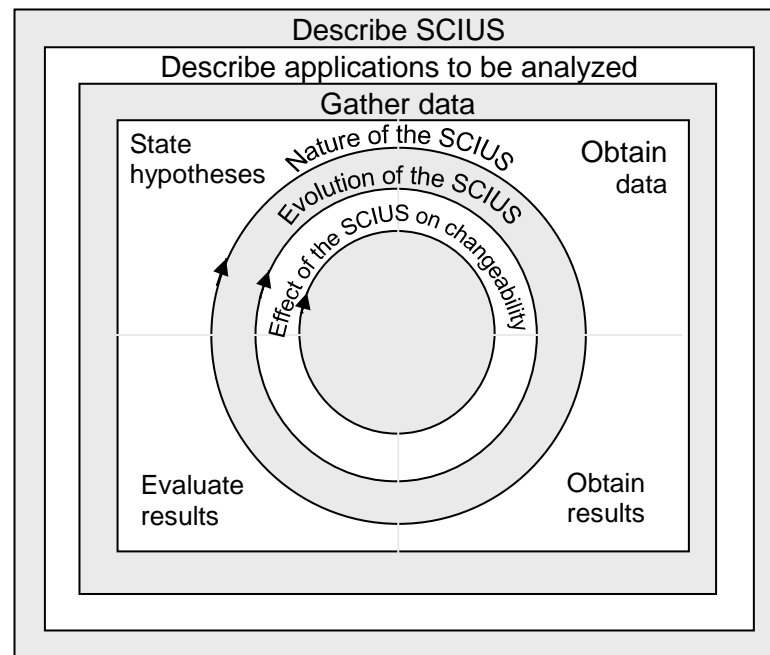 Describe SCIUS
Describe applications to be analyzed
Gather data
State
hypotheses
Nature of the SCIUS
Evolution of the SCIUS
Effect of the SCIUS on changeability
Obtain
data
Evaluate
results
Obtain
results